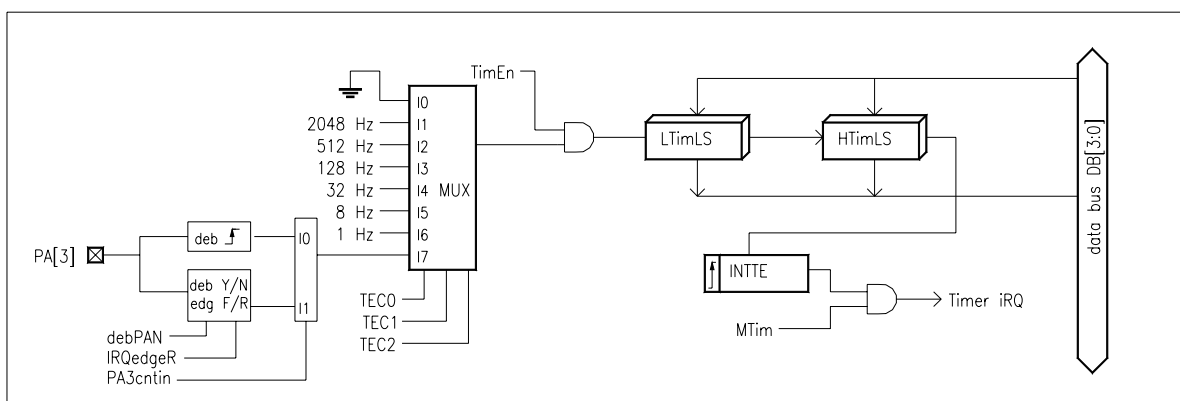 TimEn
I0
2048 Hz I1
512 Hz I2
128 Hz I3
32 Hz I4 MUX
8 Hz I5
1 Hz I6
I7
LTimLS
HTimLS
data bus DB[3:0]
PA[3]
deb
I0
deb Y/N
edg F/R
I1
debPAN
IRQedgeR
PA3cntin
TEC0
TEC1
TEC2
INTTE
MTim
Timer iRQ